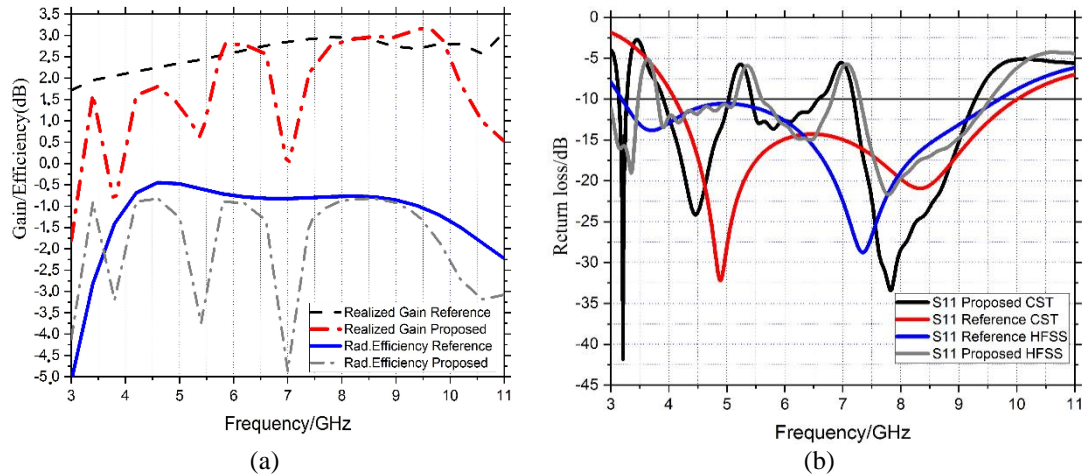 3,5
3,0
2,5
2,0
1,5
1,0
0,5
0,0
-0,5
-1,0
-1,5
-2,0
-2,5
-3,0
-3,5
-4,0
-4,5
-5,0
Gain/Efficiency(dB)
3 4 5 6 7 8 9 10 11
Frequency/GHz
Realized Gain Reference
Realized Gain Proposed
Rad.Efficiency Reference
Rad.Efficiency Proposed
(a)
0
-5
-10
-15
-20
-25
-30
-35
-40
-45
Return loss/dB
3 4 5 6 7 8 9 10 11
Frequency/GHz
S11 Proposed CST
S11 Reference CST
S11 Reference HFSS
S11 Proposed HFSS
(b)